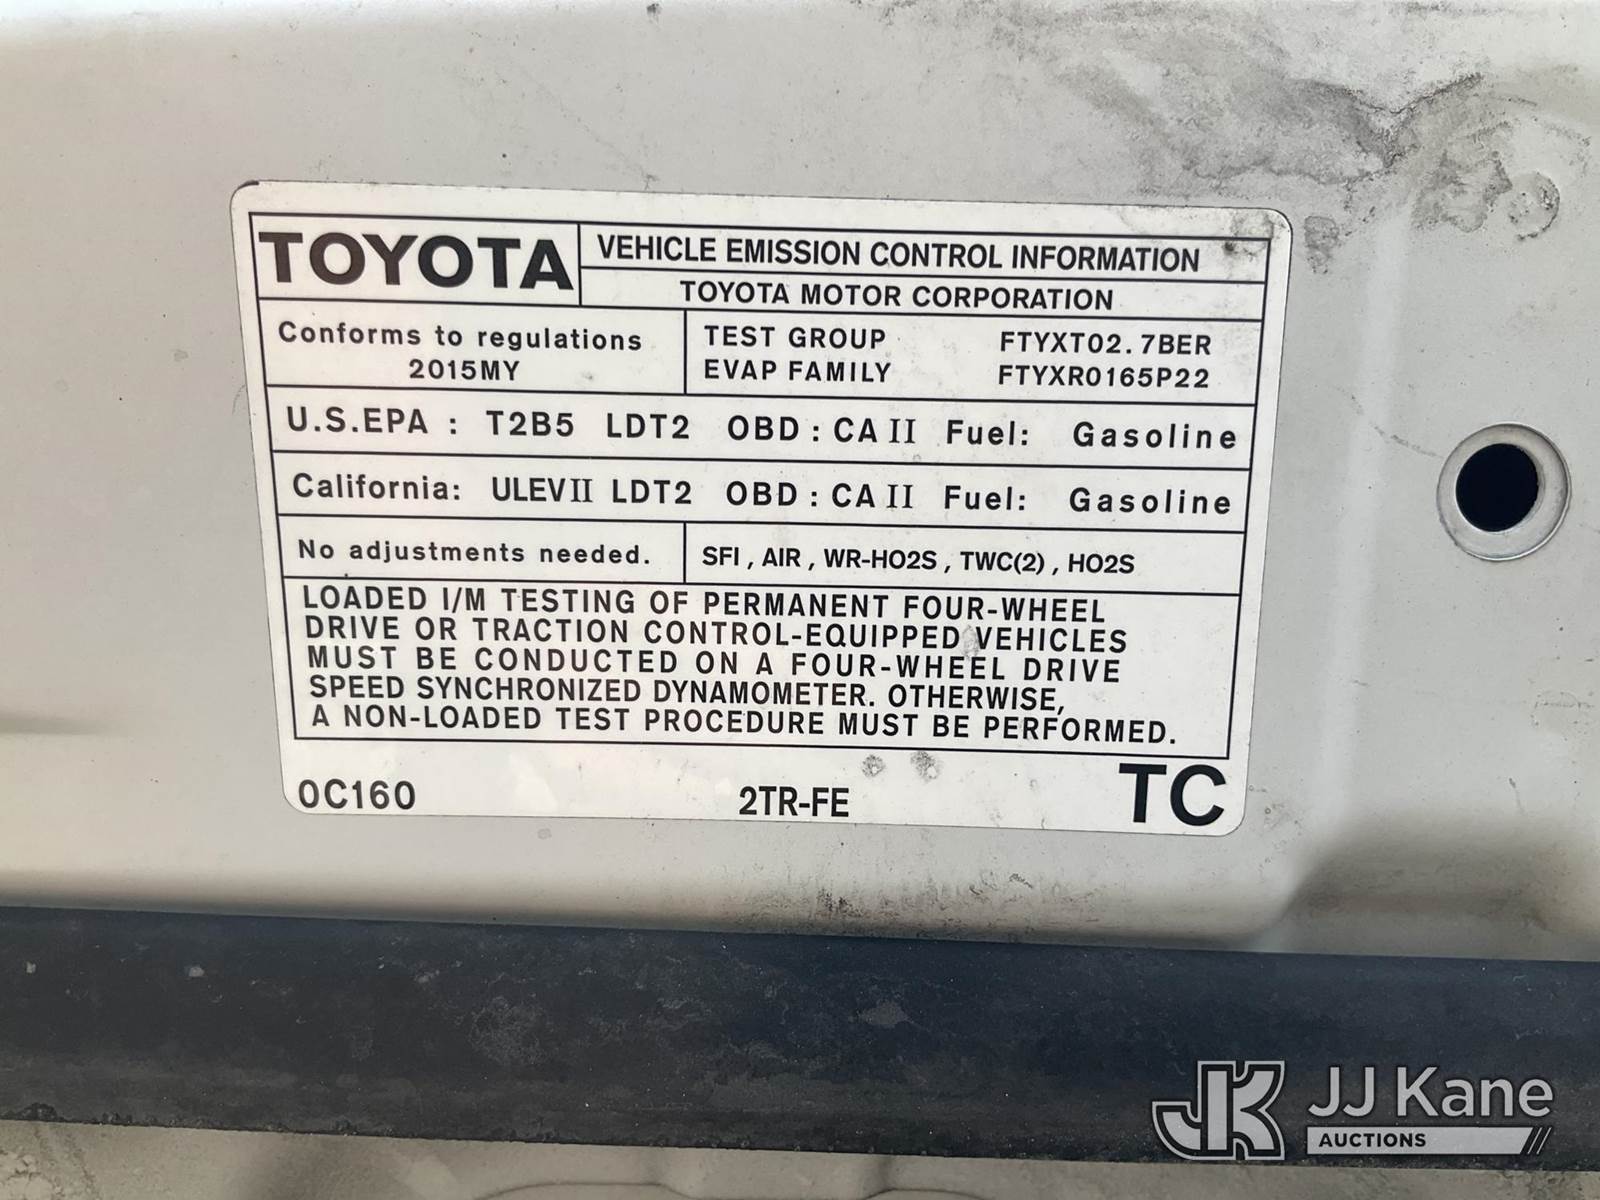 TOYOTA
VEHICLE EMISSION CONTROL INFORMATION
TOYOTA MOTOR CORPORATION
Conforms to regulations
2015MY
TEST GROUP FTYXT02.7BER
EVAP FAMILY FTYXR0165P22
U.S.EPA : T2B5 LDT2 OBD : CA II Fuel: Gasoline
California: ULEV II LDT2 OBD : CA II Fuel: Gasoline
No adjustments needed.
SFI , AIR , WR-HO2S , TWC(2) , HO2S
LOADED I/M TESTING OF PERMANENT FOUR-WHEEL
DRIVE OR TRACTION CONTROL-EQUIPPED VEHICLES
MUST BE CONDUCTED ON A FOUR-WHEEL DRIVE
SPEED SYNCHRONIZED DYNAMOMETER. OTHERWISE,
A NON-LOADED TEST PROCEDURE MUST BE PERFORMED.
0C160 2TR-FE TC
JK JJ Kane
AUCTIONS